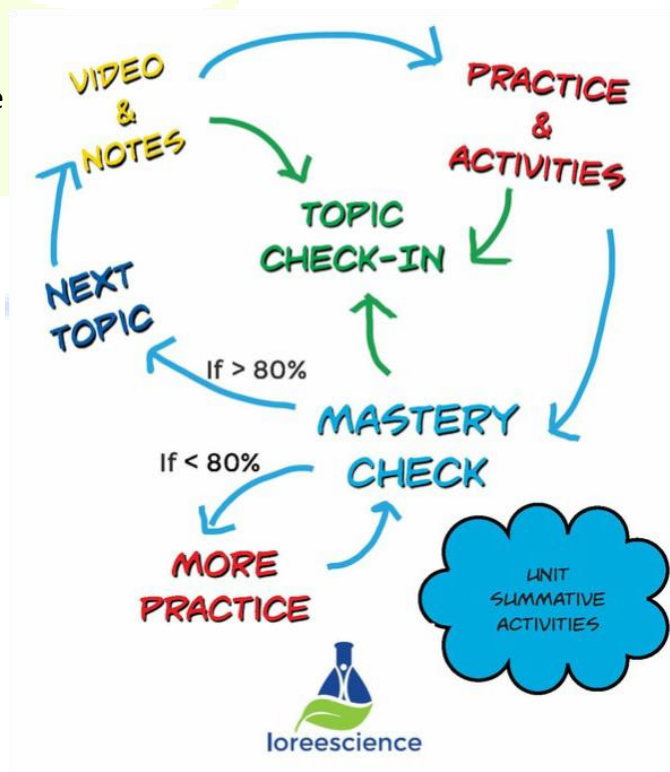 VIDEO
&
NOTES
PRACTICE
&
ACTIVITIES
TOPIC
CHECK-IN
NEXT
TOPIC
If > 80%
MASTERY
CHECK
If < 80%
MORE
PRACTICE
UNIT
SUMMATIVE
ACTIVITIES
loreescience